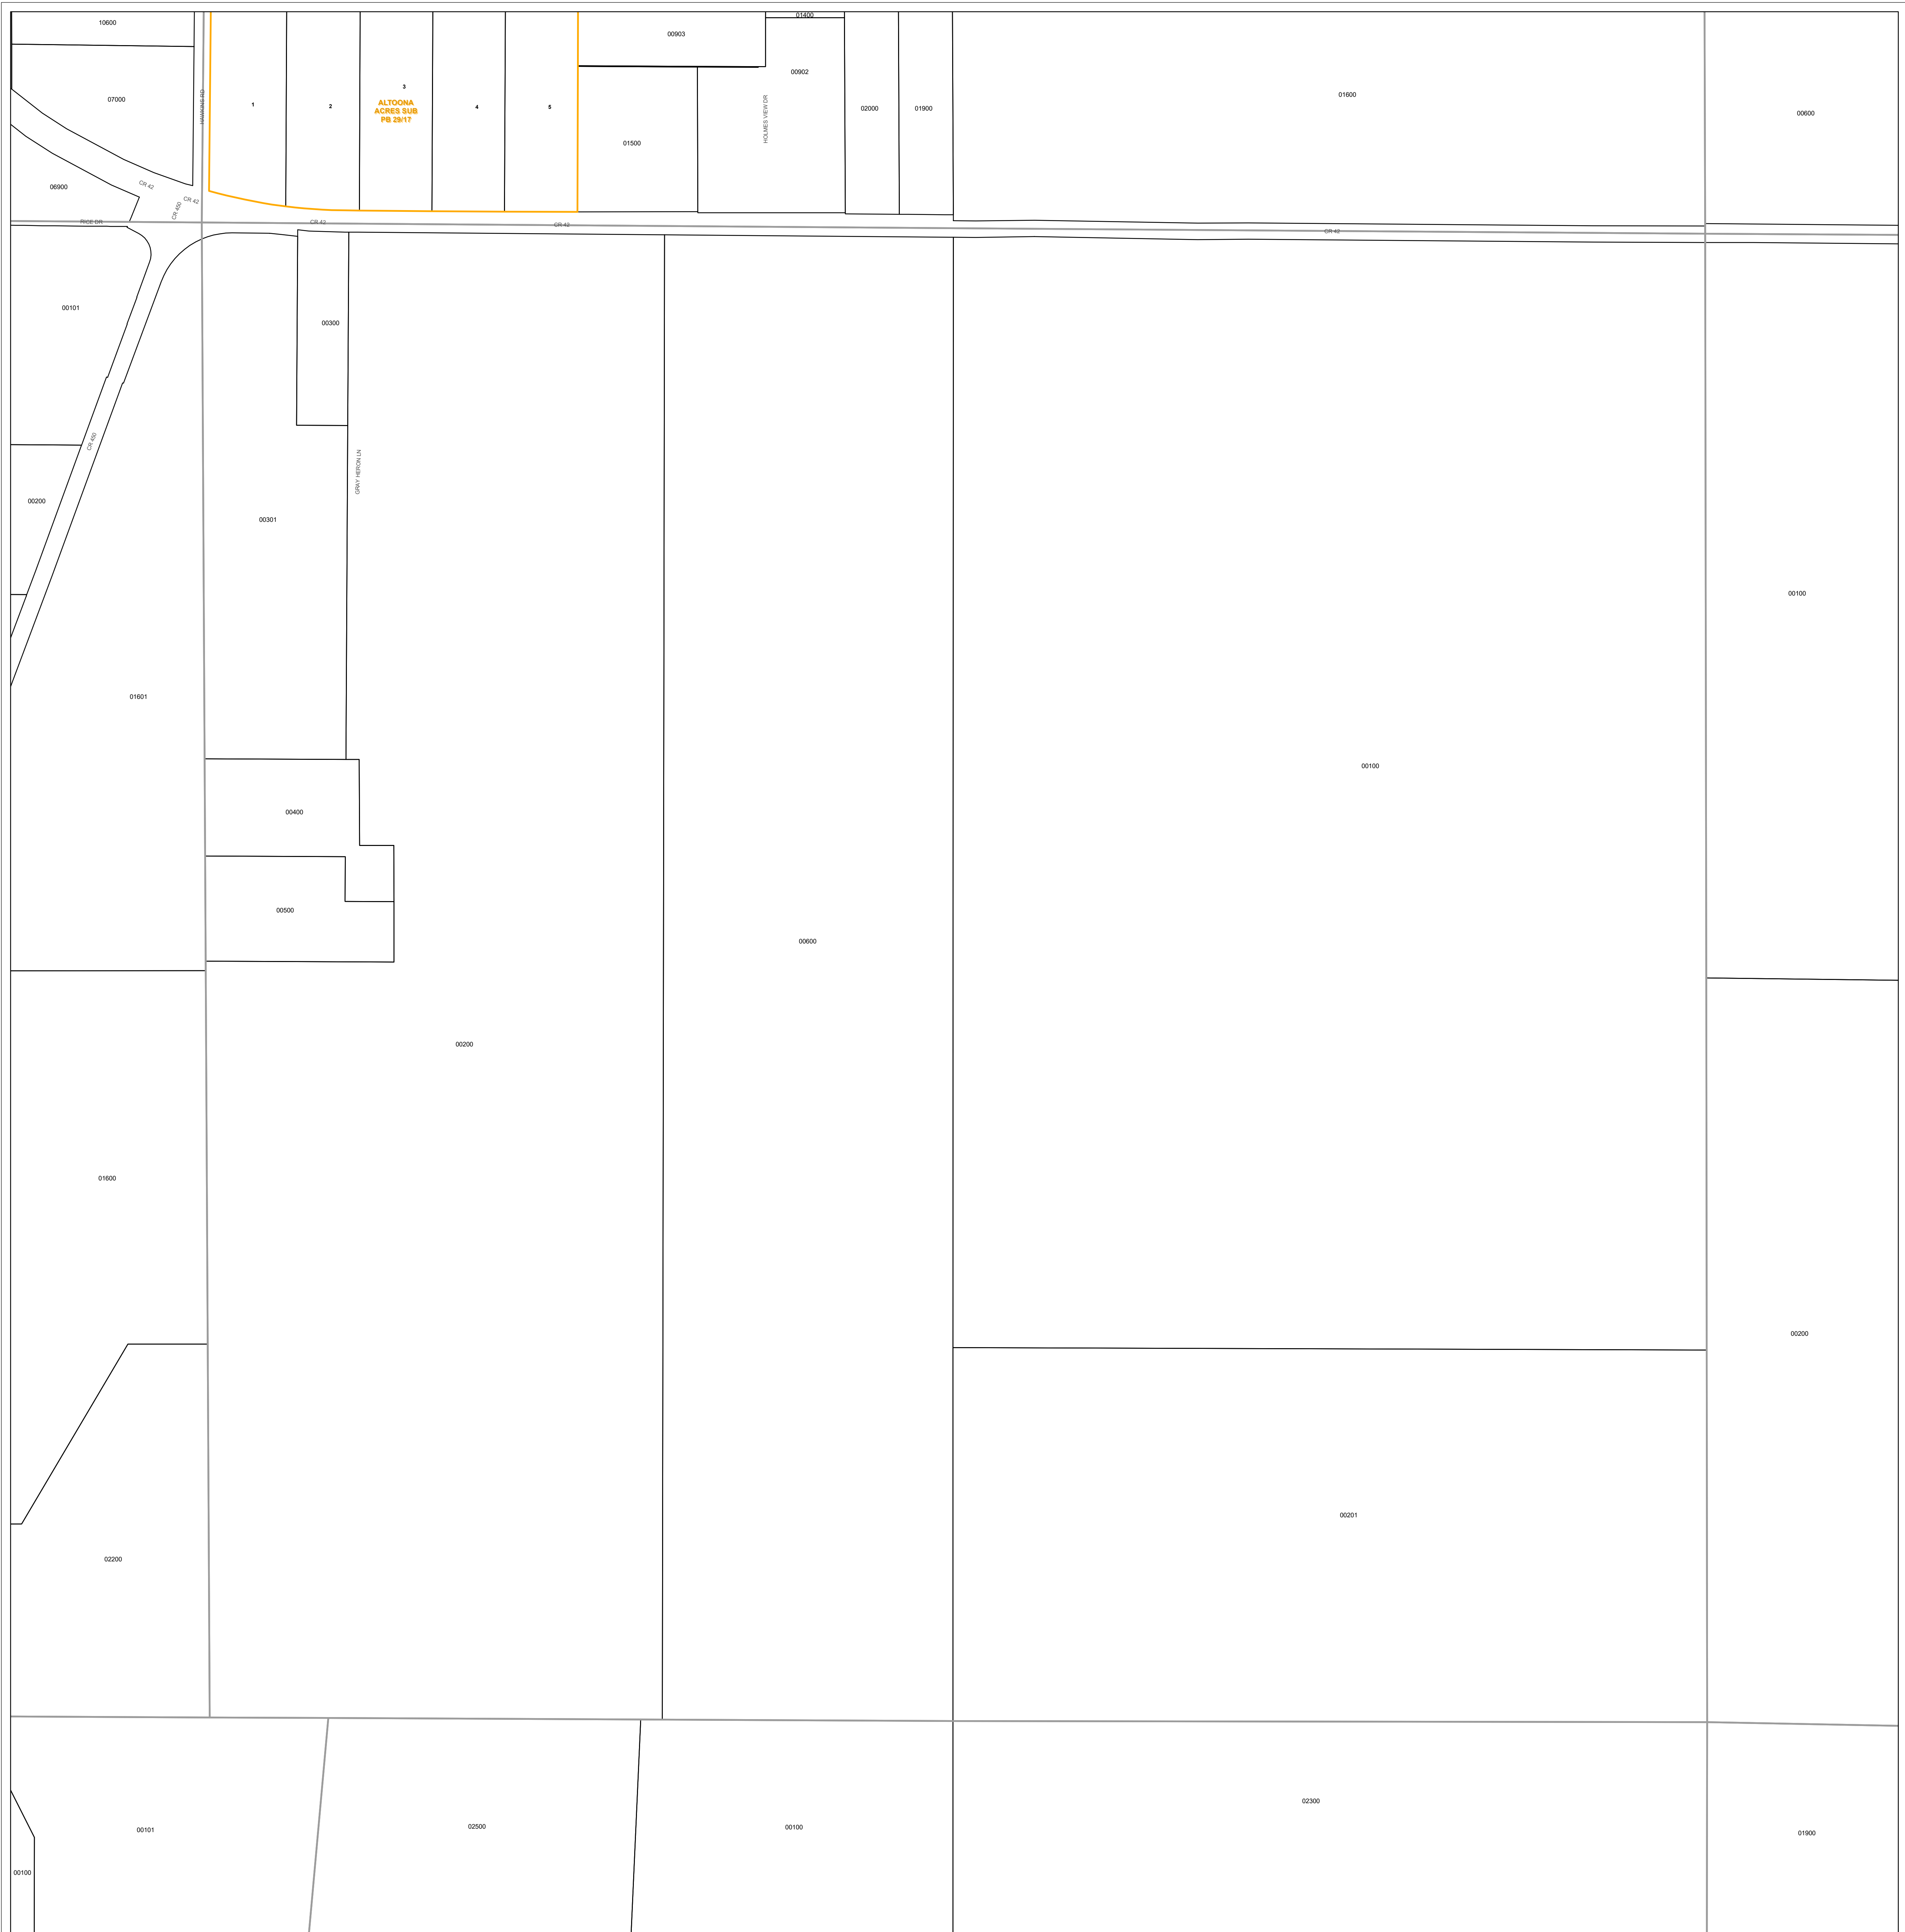 10600
00903
01400
00902
07000
HAWKINS RD
1
2
3
ALTOONA
ACRES SUB
PB 29/17
4
5
HOLMES VIEW DR
02000
01900
01600
00600
01500
06900
CR 42
CR 42
CR 450
RICE DR
CR 42
CR 42
CR 42
00101
00300
CR 450
GRAY HERON LN
00200
00301
00100
01601
00100
00400
00500
00600
00200
01600
00200
00201
02200
02300
00101
02500
00100
01900
00100